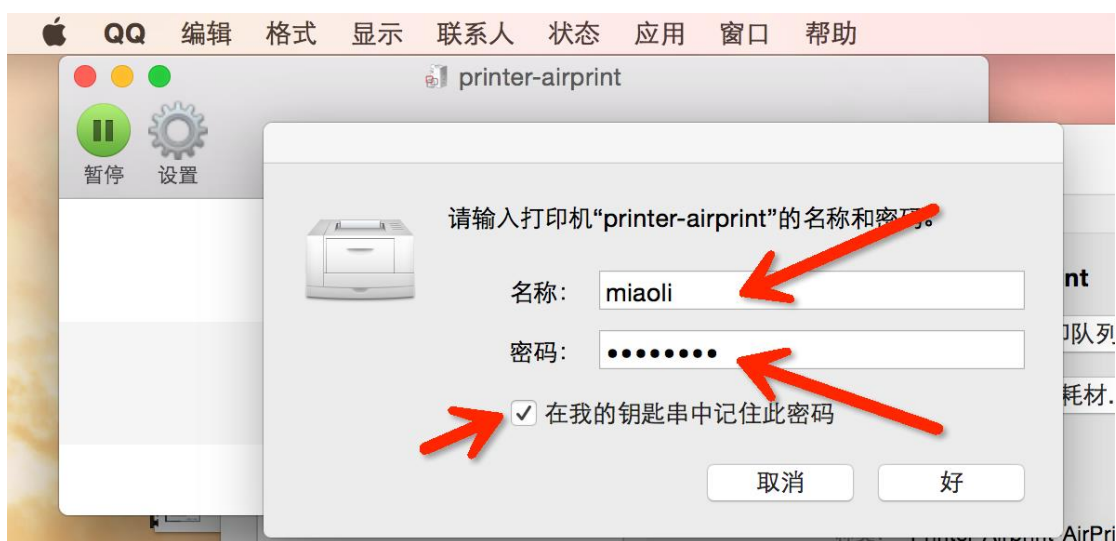 QQ 编辑 格式 显示 联系人 状态 应用 窗口 帮助
printer-airprint
暂停 设置
请输入打印机“printer-airprint”的名称和密码。
名称： miaoli
nt
密码： ●●●●●●●●●
队列
✓ 在我的钥匙串中记住此密码
耗材.
取消 好
Printer Airprint AirPri